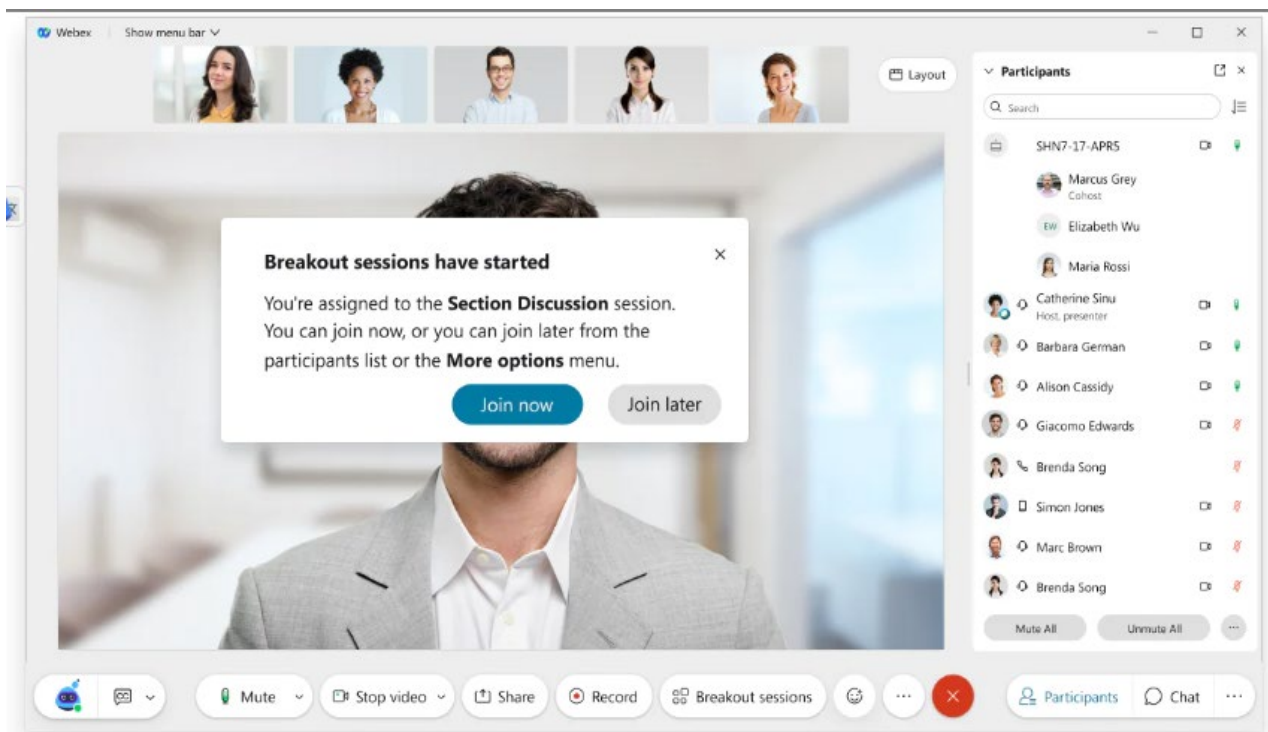 Webex
Show menu bar
Layout
Breakout sessions have started
You're assigned to the Section Discussion session.
You can join now, or you can join later from the
participants list or the More options menu.
Join now
Join later
Participants
Search
SHN7-17-APR5
Marcus Grey
Cohost
EW Elizabeth Wu
Maria Rossi
Catherine Sinu
Host, presenter
Barbara German
Alison Cassidy
Giacomo Edwards
Brenda Song
Simon Jones
Marc Brown
Brenda Song
Mute All
Unmute All
CC
Mute
Stop video
Share
Record
Breakout sessions
Participants
Chat